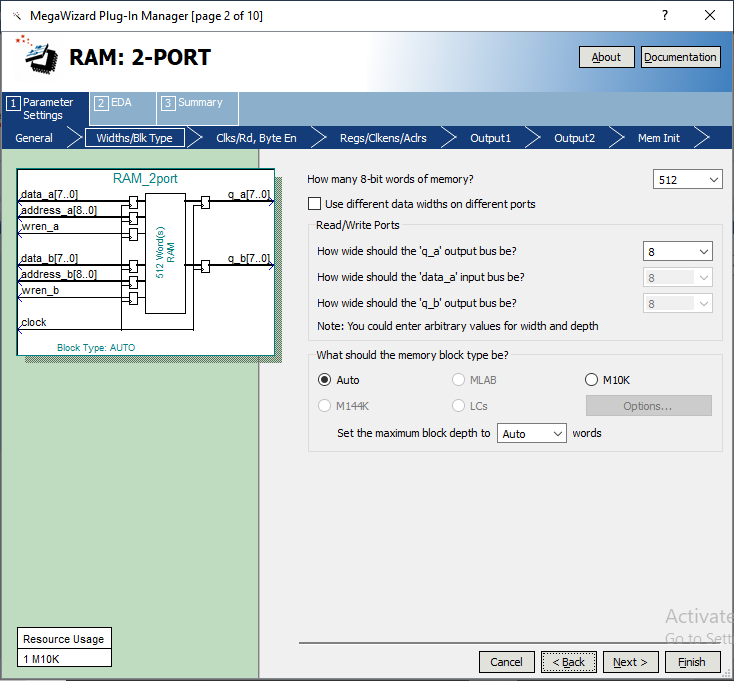 MegaWizard Plug-In Manager [page 2 of 10]
?
RAM: 2-PORT
About
Documentation
1 Parameter Settings
2 EDA
3 Summary
General
Widths/Blk Type
Clks/Rd, Byte En
Regs/Clkens/Aclrs
Output1
Output2
Mem Init
RAM_2port
data_a[7..0]
address_a[8..0]
wren_a
data_b[7..0]
address_b[8..0]
wren_b
clock
512 Word(s)
RAM
q_a[7..0]
q_b[7..0]
Block Type: AUTO
How many 8-bit words of memory?
512
Use different data widths on different ports
Read/Write Ports
How wide should the 'q_a' output bus be?
8
How wide should the 'data_a' input bus be?
8
How wide should the 'q_b' output bus be?
8
Note: You could enter arbitrary values for width and depth
What should the memory block type be?
Auto
MLAB
M10K
M144K
LCs
Options...
Set the maximum block depth to
Auto
words
Resource Usage
1 M10K
Activate
Go to Sett
Cancel
< Back
Next >
Finish